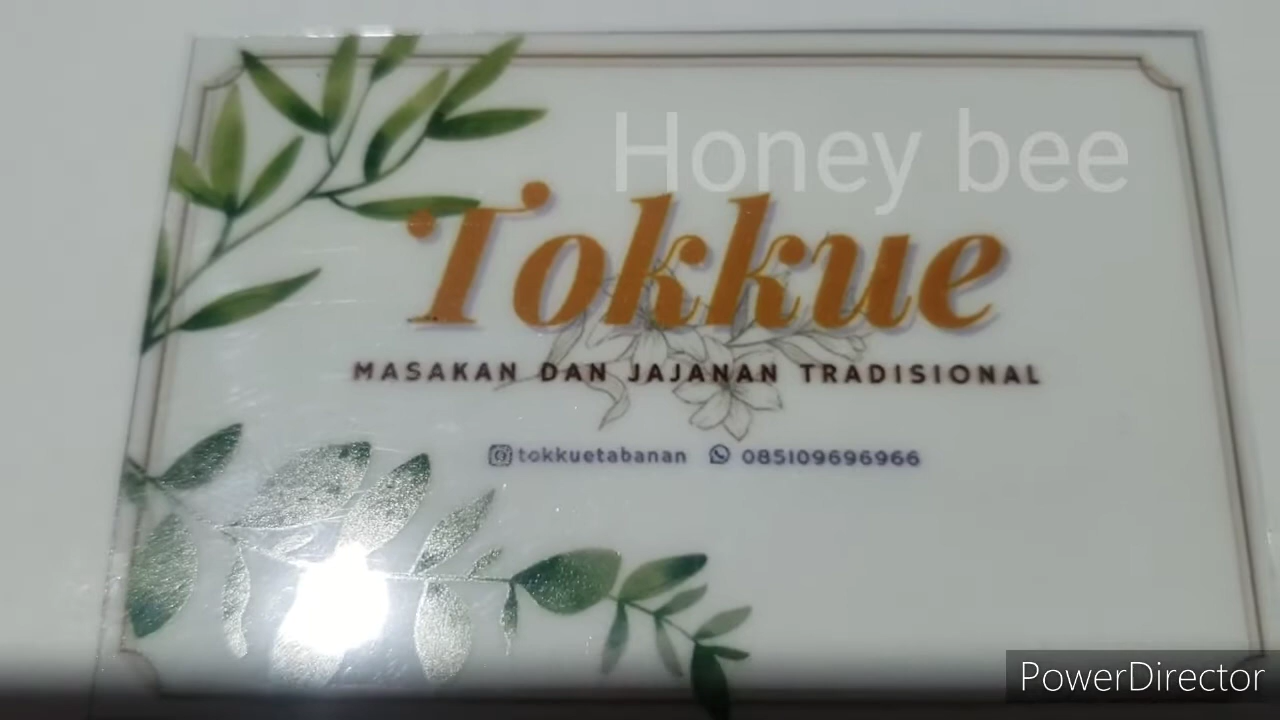 Honey bee
Tokkue
MASAKAN DAN JAJANAN TRADISIONAL
tokkuetabanan 085109696966
PowerDirector